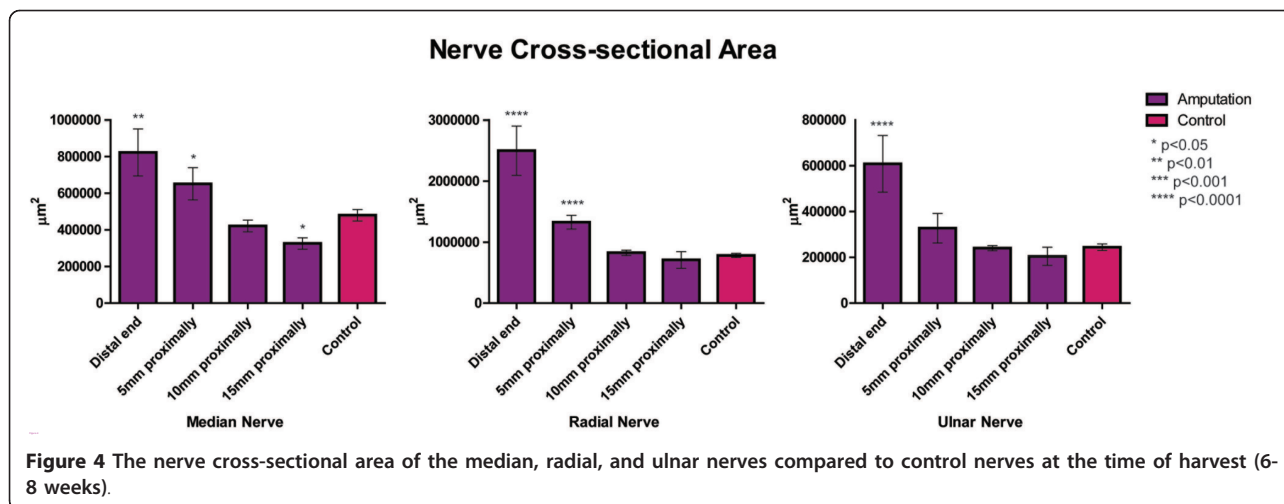 Nerve Cross-sectional Area
Amputation
Control
* p<0.05
** p<0.01
*** p<0.001
**** p<0.0001
µm²
1000000
800000
600000
400000
200000
0
**
*
*
Distal end
5mm proximally
10mm proximally
15mm proximally
Control
Median Nerve
µm²
3000000
2000000
1000000
0
****
****
Distal end
5mm proximally
10mm proximally
15mm proximally
Control
Radial Nerve
µm²
800000
600000
400000
200000
0
****
Distal end
5mm proximally
10mm proximally
15mm proximally
Control
Ulnar Nerve
Figure 4 The nerve cross-sectional area of the median, radial, and ulnar nerves compared to control nerves at the time of harvest (6-
8 weeks).